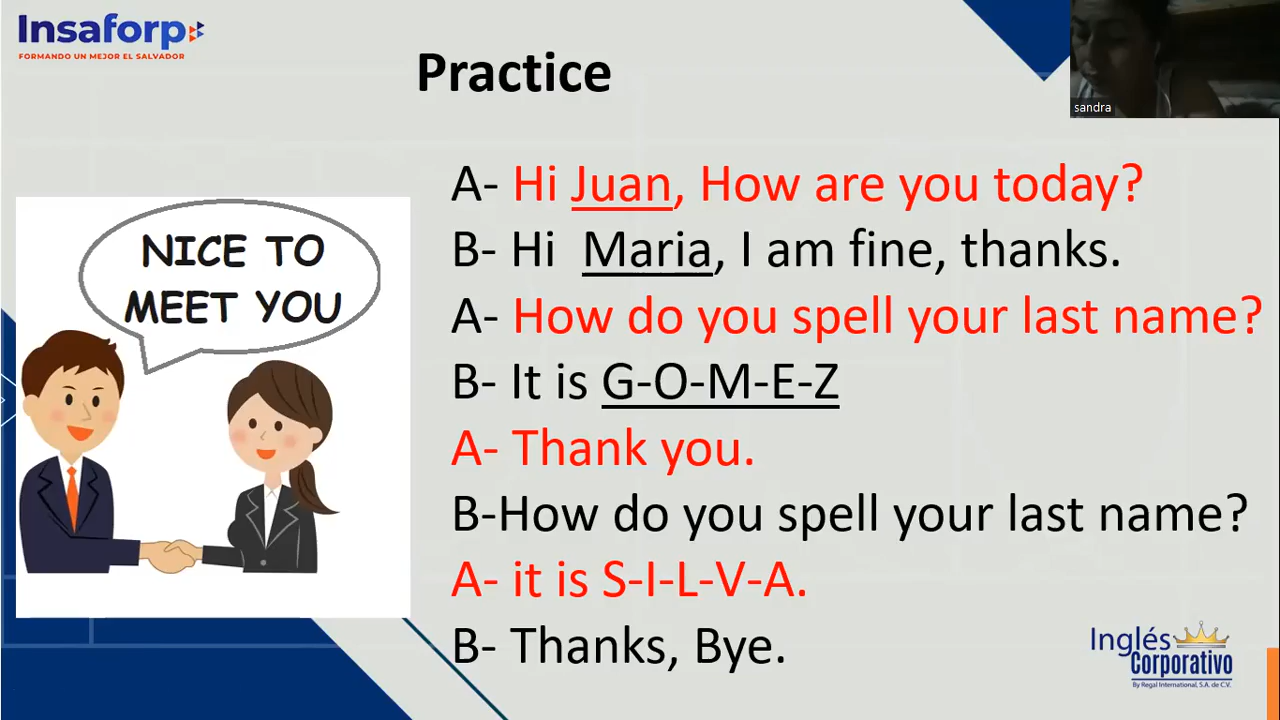 Insaforp
FORMANDO UN MEJOR EL SALVADOR
Practice
sandra
NICE TO
MEET YOU
A- Hi Juan, How are you today?
B- Hi Maria, I am fine, thanks.
A- How do you spell your last name?
B- It is G-O-M-E-Z
A- Thank you.
B-How do you spell your last name?
A- it is S-I-L-V-A.
B- Thanks, Bye.
Inglés
Corporativo
By Regal International, S.A. de C.V.